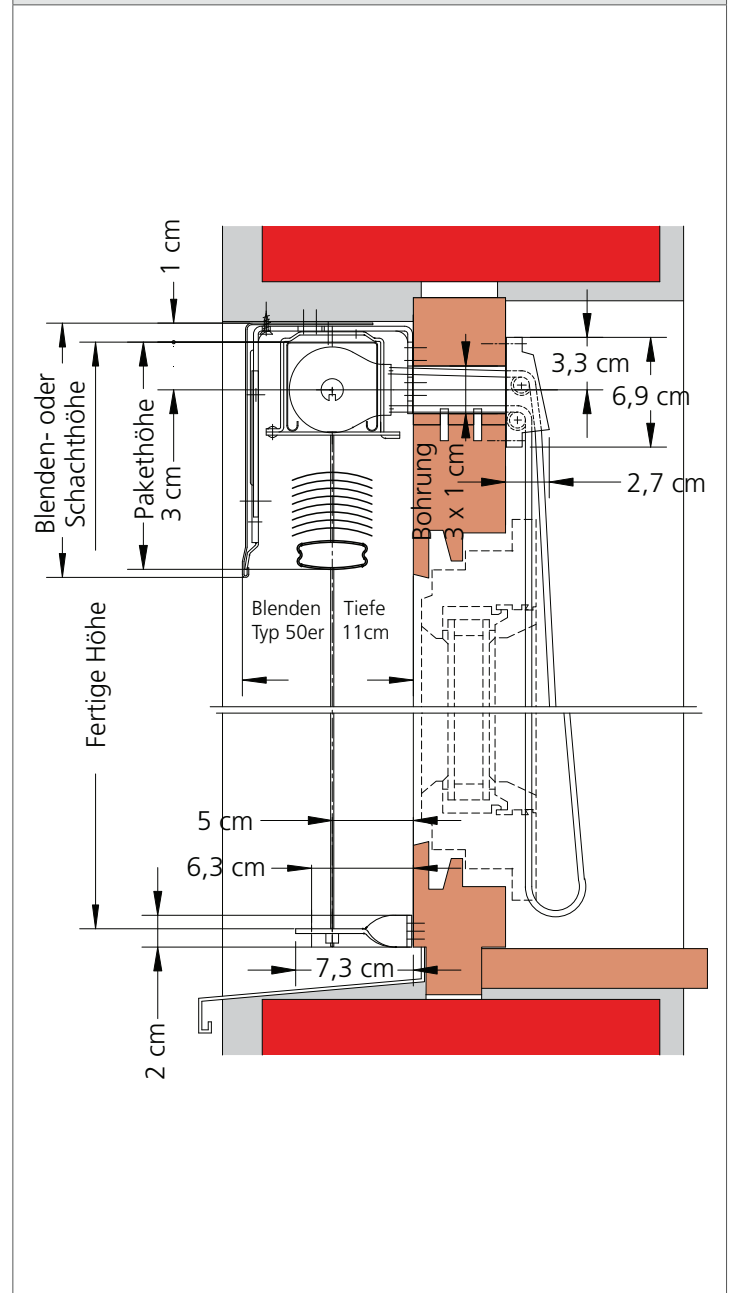 1 cm
Blenden- oder
Schachthöhe
Pakethöhe
3 cm
3,3 cm
6,9 cm
2,7 cm
Bohrung
3 x 1 cm
Blenden Tiefe
Typ 50er 11cm
Fertige Höhe
5 cm
6,3 cm
7,3 cm
2 cm